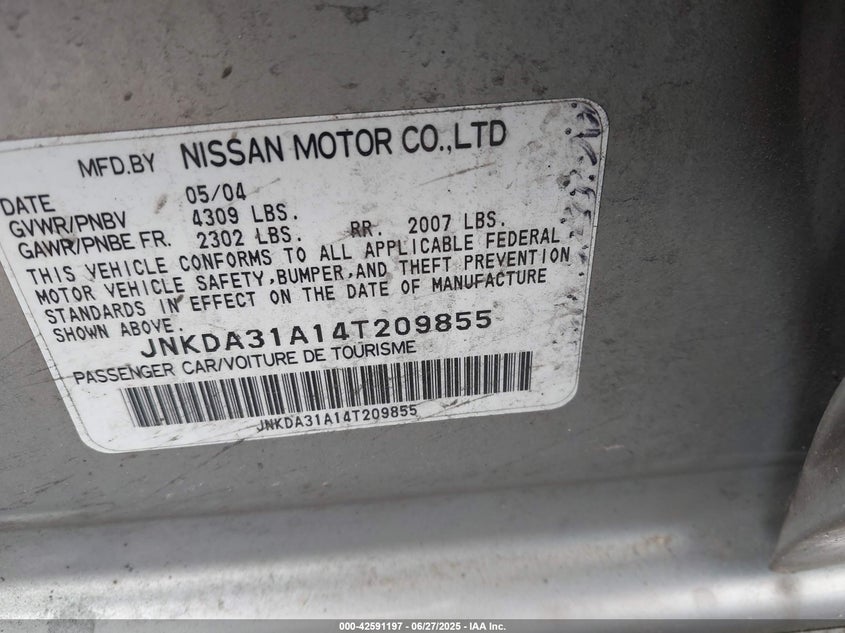 MFD.BY NISSAN MOTOR CO.,LTD
DATE 05/04
GVWR/PNBV 4309 LBS.
GAWR/PNBE FR. 2302 LBS. RR. 2007 LBS.
THIS VEHICLE CONFORMS TO ALL APPLICABLE FEDERAL
MOTOR VEHICLE SAFETY,BUMPER,AND THEFT PREVENTION
STANDARDS IN EFFECT ON THE DATE OF MANUFACTURE
SHOWN ABOVE.
JNKDA31A14T209855
PASSENGER CAR/VOITURE DE TOURISME
JNKDA31A14T209855
000-42591197 - 06/27/2025 - IAA Inc.